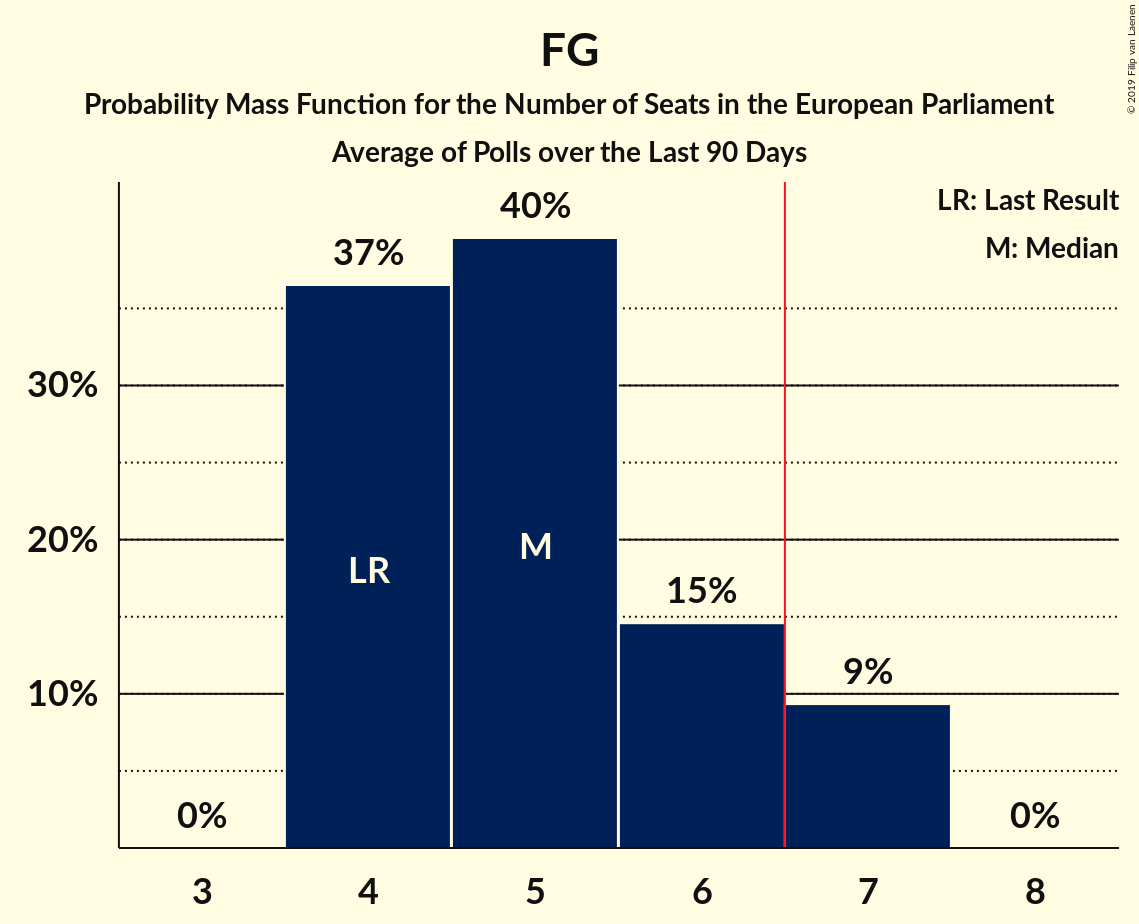 FG
Probability Mass Function for the Number of Seats in the European Parliament
Average of Polls over the Last 90 Days
© 2019 Filip van Laenen
LR: Last Result
M: Median
40%
37%
30%
20%
LR
M
15%
10%
9%
0%
0%
3 4 5 6 7 8